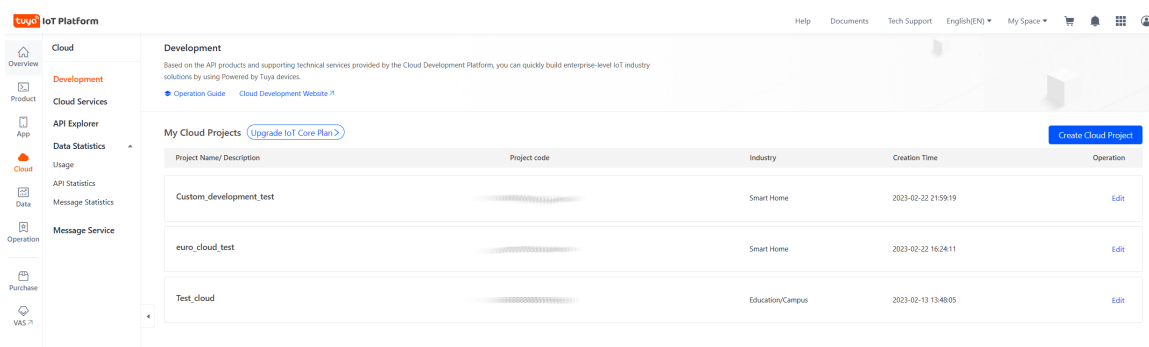 tuya IoT Platform
Help Documents Tech Support English(EN) My Space
Overview
Product
App
Cloud
Data
Operation
Purchase
VAS
Cloud
Development
Cloud Services
API Explorer
Data Statistics
Usage
API Statistics
Message Statistics
Message Service
Development
Based on the API products and supporting technical services provided by the Cloud Development Platform, you can quickly build enterprise-level IoT industry
solutions by using Powered by Tuya devices.
Operation Guide Cloud Development Website
My Cloud Projects Upgrade IoT Core Plan >
Create Cloud Project
Project Name/ Description Project code Industry Creation Time Operation
Custom_development_test Smart Home 2023-02-22 21:59:19 Edit
euro_cloud_test Smart Home 2023-02-22 16:24:11 Edit
Test_cloud Education/Campus 2023-02-13 13:48:05 Edit